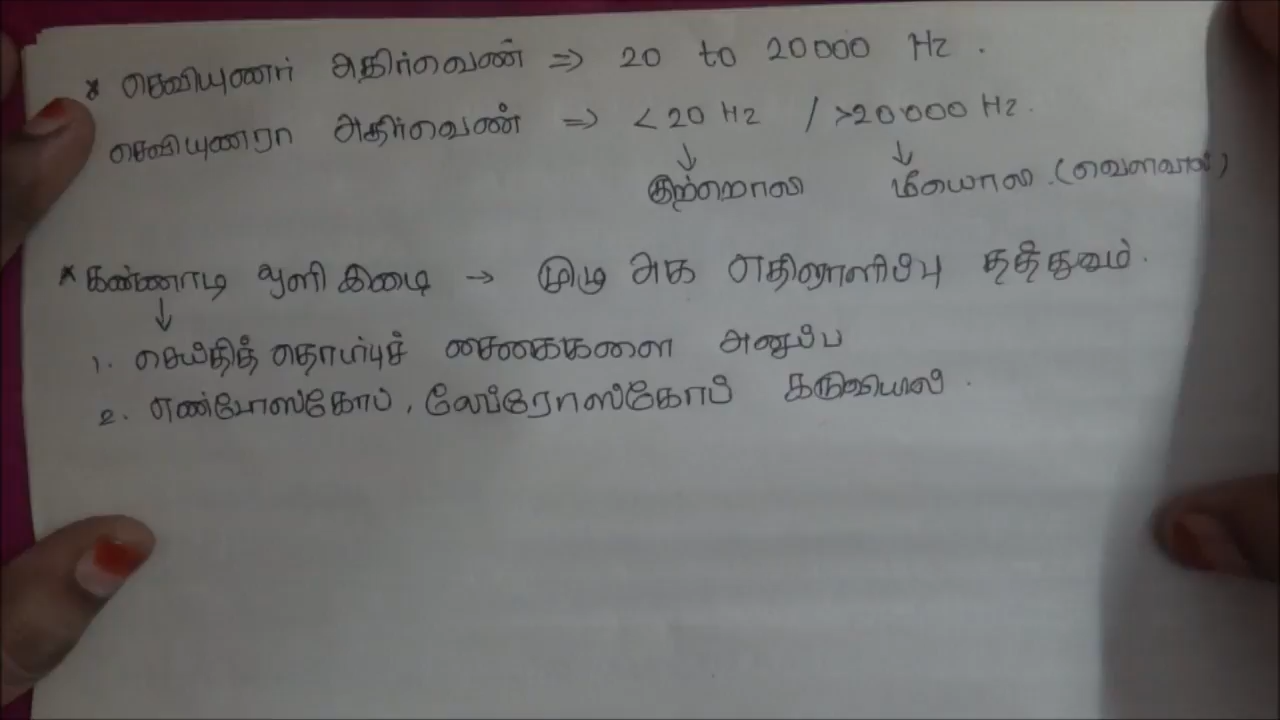 * செவியுணர் அதிர்வெண் => 20 to 20000 Hz .
செவியுணரா அதிர்வெண் => < 20 Hz / >20000 Hz.
↓ ↓
குற்றொலி மீயொலி . (வெளவால்)
* கண்ணாடி ஒளி இழை → முழு அக எதிரொளிப்பு தத்துவம் .
↓
1. செய்தித் தொடர்புச் சைகைகளை அனுப்ப
2. எண்டோஸ்கோப் , லேப்ரோஸ்கோப் கருவியில் .